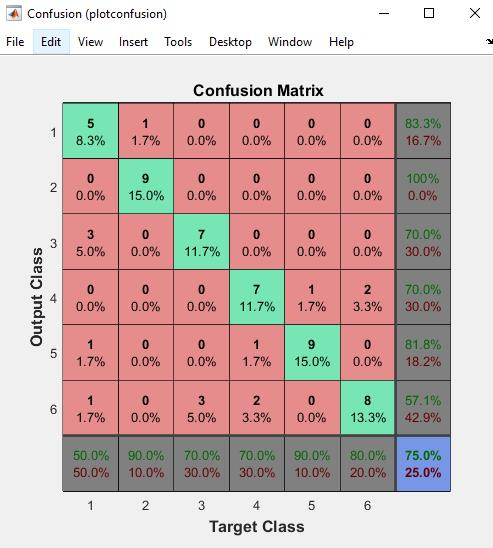 Confusion (plotconfusion)
File Edit View Insert Tools Desktop Window Help
Confusion Matrix
1 5 1 0 0 0 0 83.3%
8.3% 1.7% 0.0% 0.0% 0.0% 0.0% 16.7%
2 0 9 0 0 0 0 100%
0.0% 15.0% 0.0% 0.0% 0.0% 0.0% 0.0%
3 3 0 7 0 0 0 70.0%
5.0% 0.0% 11.7% 0.0% 0.0% 0.0% 30.0%
4 0 0 0 7 1 2 70.0%
0.0% 0.0% 0.0% 11.7% 1.7% 3.3% 30.0%
5 1 0 0 1 9 0 81.8%
1.7% 0.0% 0.0% 1.7% 15.0% 0.0% 18.2%
6 1 0 3 2 0 8 57.1%
1.7% 0.0% 5.0% 3.3% 0.0% 13.3% 42.9%
50.0% 90.0% 70.0% 70.0% 90.0% 80.0% 75.0%
50.0% 10.0% 30.0% 30.0% 10.0% 20.0% 25.0%
1 2 3 4 5 6
Target Class
Output Class